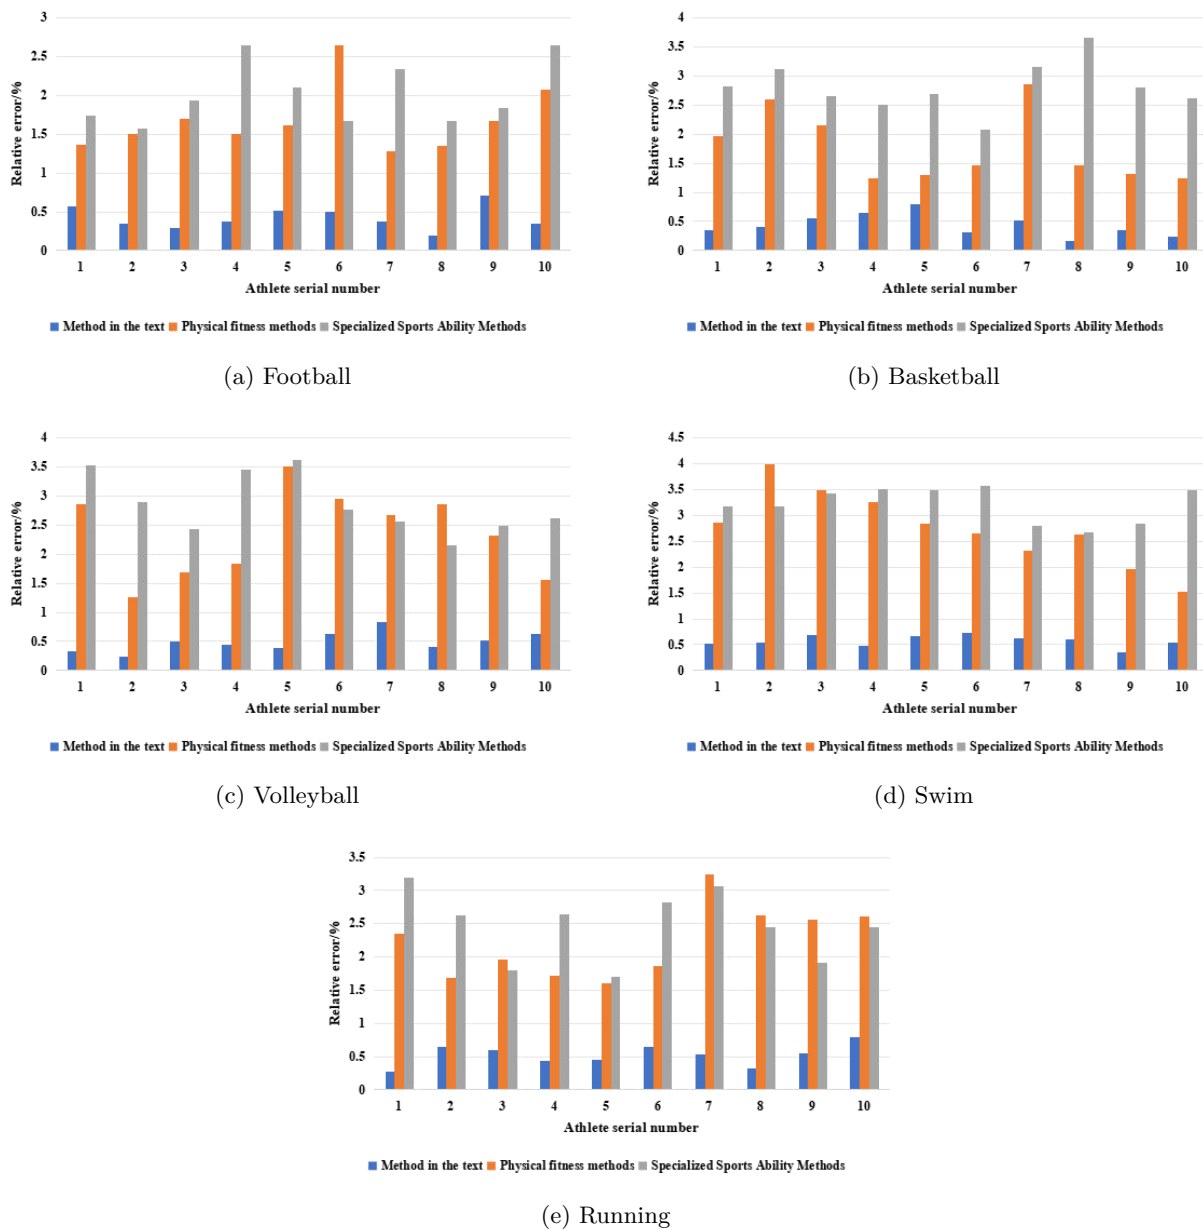 3
2.5
2
1.5
1
0.5
0
Relative error/%
1 2 3 4 5 6 7 8 9 10
Athlete serial number
Method in the text Physical fitness methods Specialized Sports Ability Methods
(a) Football
4
3.5
3
2.5
2
1.5
1
0.5
0
Relative error/%
1 2 3 4 5 6 7 8 9 10
Athlete serial number
Method in the text Physical fitness methods Specialized Sports Ability Methods
(b) Basketball
4
3.5
3
2.5
2
1.5
1
0.5
0
Relative error/%
1 2 3 4 5 6 7 8 9 10
Athlete serial number
Method in the text Physical fitness methods Specialized Sports Ability Methods
(c) Volleyball
4.5
4
3.5
3
2.5
2
1.5
1
0.5
0
Relative error/%
1 2 3 4 5 6 7 8 9 10
Athlete serial number
Method in the text Physical fitness methods Specialized Sports Ability Methods
(d) Swim
3.5
3
2.5
2
1.5
1
0.5
0
Relative error/%
1 2 3 4 5 6 7 8 9 10
Athlete serial number
Method in the text Physical fitness methods Specialized Sports Ability Methods
(e) Running